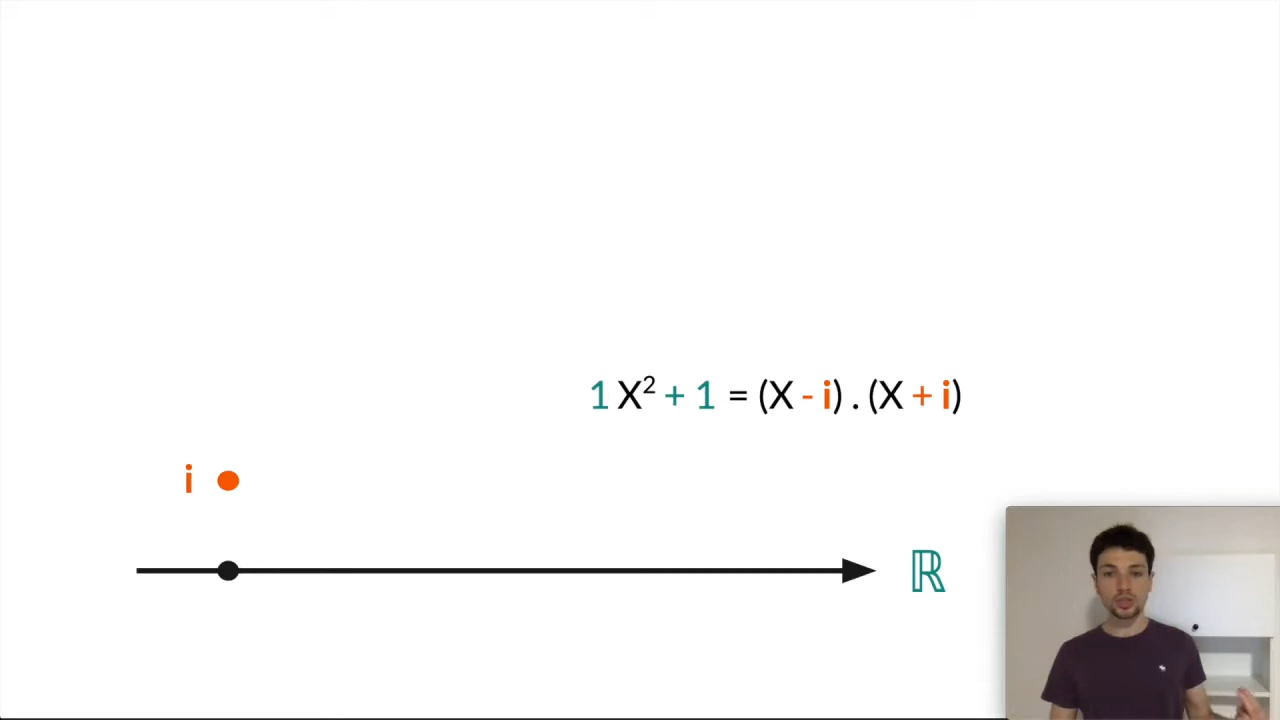 1 X² + 1 = (X - i) . (X + i)
i
ℝ